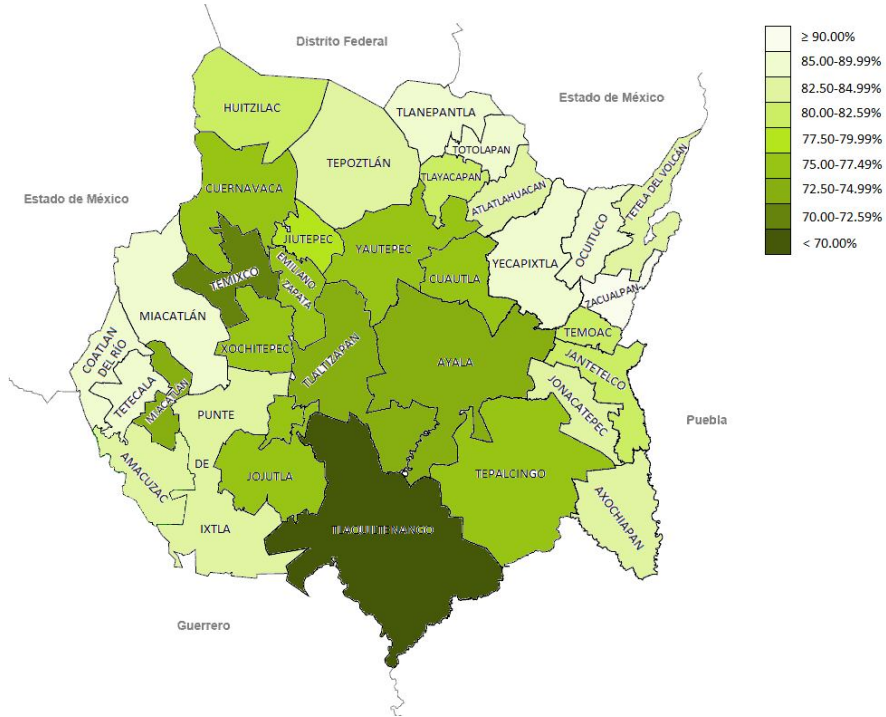 Distrito Federal
≥ 90.00%
85.00-89.99%
82.50-84.99%
80.00-82.59%
77.50-79.99%
75.00-77.49%
72.50-74.99%
70.00-72.59%
< 70.00%
Estado de México
HUITZILAC
TLANEPANTLA
TOTOLAPAN
TEPOZTLÁN
TLAYACAPAN
ATLATLAHUACAN
TETELA DEL VOLCÁN
Estado de México
CUERNAVACA
OCUITUCO
JIUTEPEC
YAUTEPEC
YECAPIXTLA
EMILIANO
ZAPATA
CUAUTLA
TEMIXCO
ZACUALPAN
MIACATLÁN
COATLAN
DEL RÍO
XOCHITEPEC
TLALTIZAPAN
AYALA
TEMOAC
JANTETELCO
TETECALA
MIACATLAN
JONACATEPEC
PUNTE
DE
IXTLA
Puebla
AMACUZAC
JOJUTLA
TEPALCINGO
AXOCHIAPAN
TLAQUILTENANGO
Guerrero